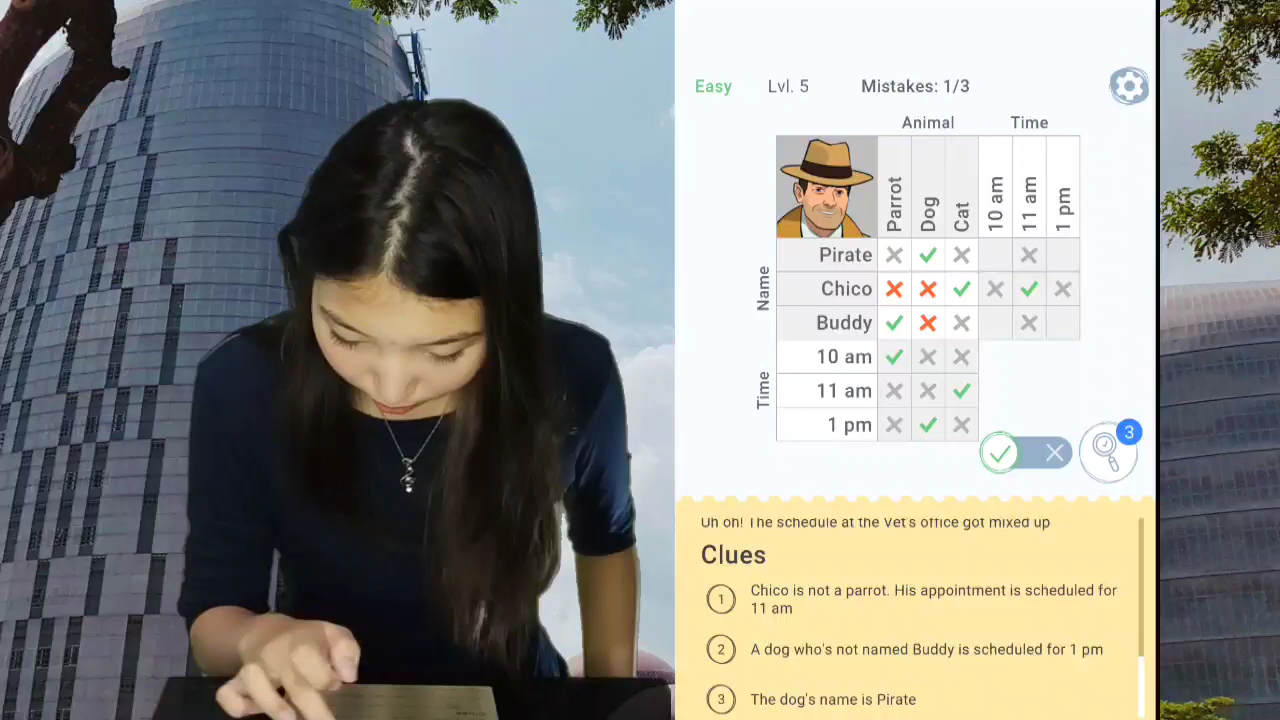 Easy Lvl. 5 Mistakes: 1/3
Animal Time
Parrot Dog Cat 10 am 11 am 1 pm
Name
Pirate
Chico
Buddy
Time
10 am
11 am
1 pm
3
Uh oh! The schedule at the Vet's office got mixed up
Clues
1 Chico is not a parrot. His appointment is scheduled for
11 am
2 A dog who's not named Buddy is scheduled for 1 pm
3 The dog's name is Pirate